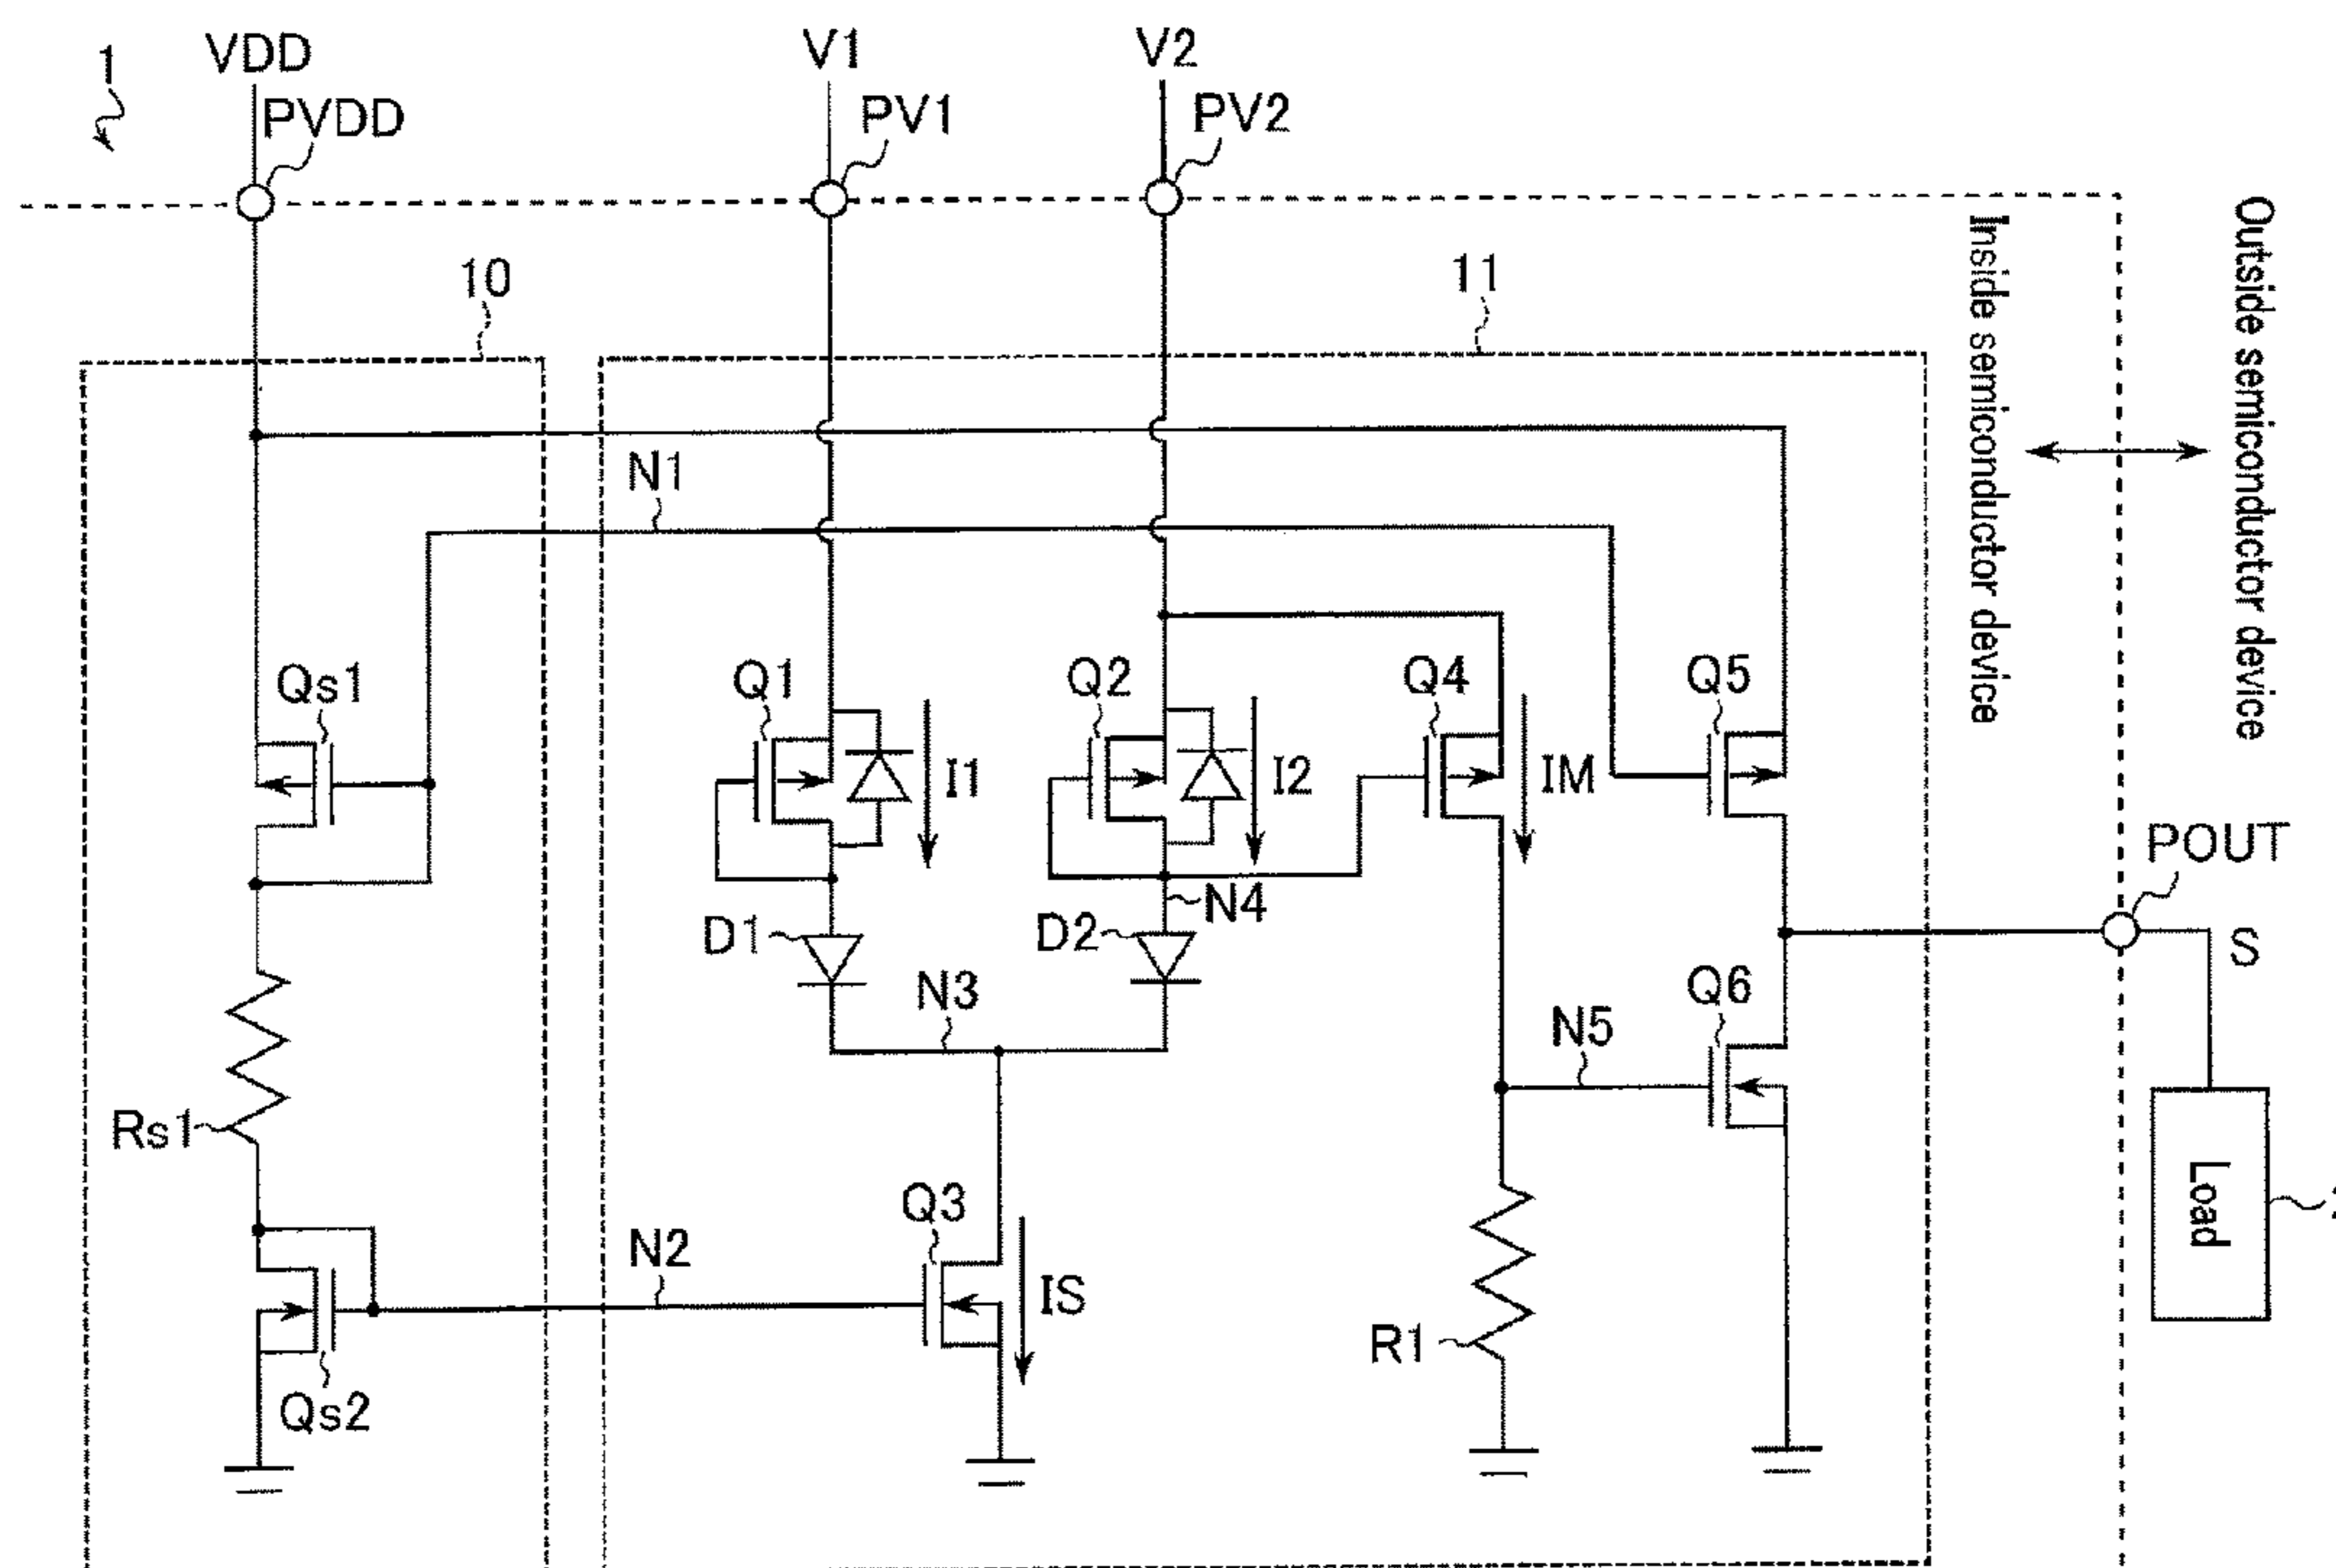 1
VDD
V1
V2
PVDD
PV1
PV2
10
11
Inside semiconductor device
Outside semiconductor device
N1
Qs1
Q1
Q2
Q4
Q5
I1
I2
IM
POUT
N4
D1
D2
S
N3
Q6
N5
Rs1
Q3
Load
N2
IS
R1
Qs2